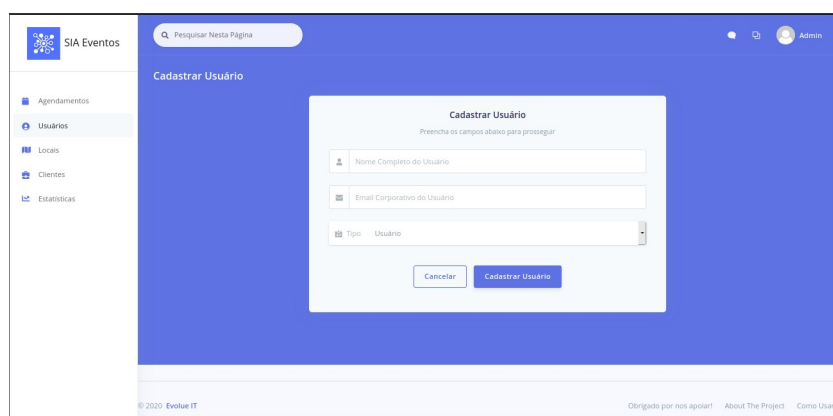 SIA Eventos
Pesquisar Nesta Página
Admin
Cadastrar Usuário
Agendamentos
Usuários
Locais
Clientes
Estatísticas
Cadastrar Usuário
Preencha os campos abaixo para prosseguir
Nome Completo do Usuário
Email Corporativo do Usuário
Tipo: Usuário
Cancelar
Cadastrar Usuário
© 2020 Evolue IT
Obrigado por nos apoiar! About The Project Como Usar